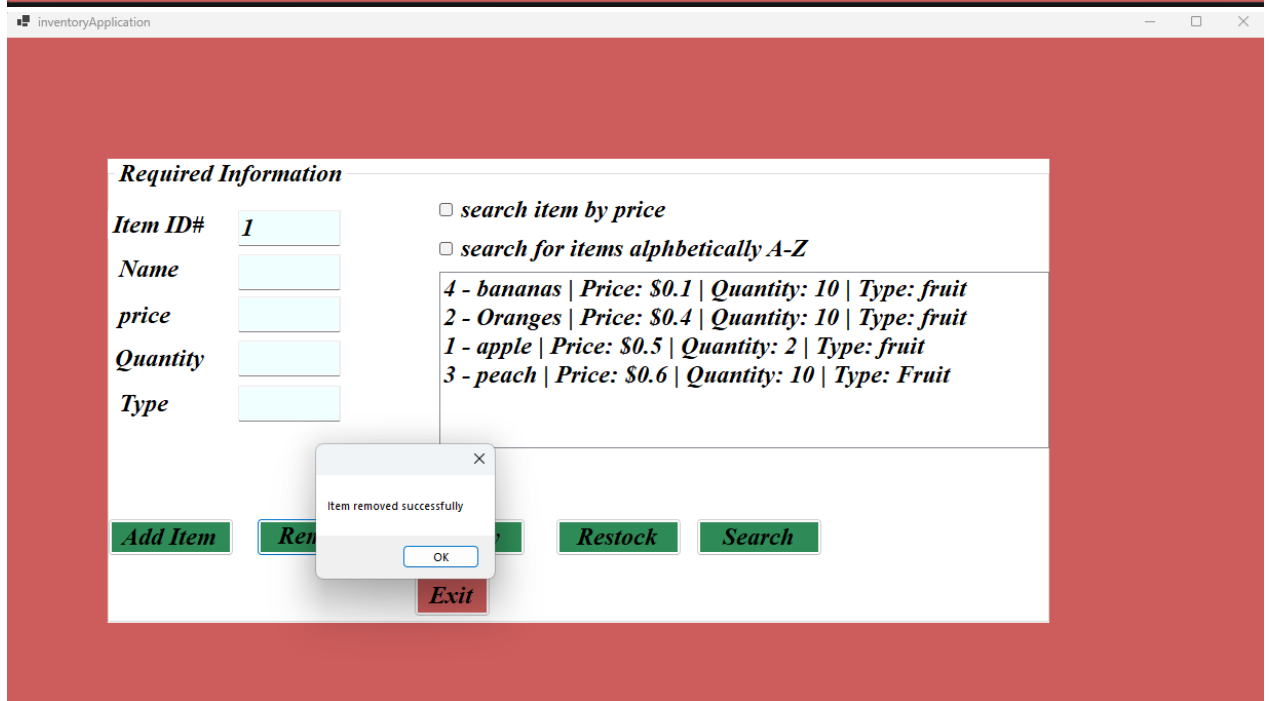 inventoryApplication
Required Information
Item ID# 1
Name
price
Quantity
Type
search item by price
search for items alphbetically A-Z
4 - bananas | Price: $0.1 | Quantity: 10 | Type: fruit
2 - Oranges | Price: $0.4 | Quantity: 10 | Type: fruit
1 - apple | Price: $0.5 | Quantity: 2 | Type: fruit
3 - peach | Price: $0.6 | Quantity: 10 | Type: Fruit
Item removed successfully
OK
Add Item Restock Search
Exit